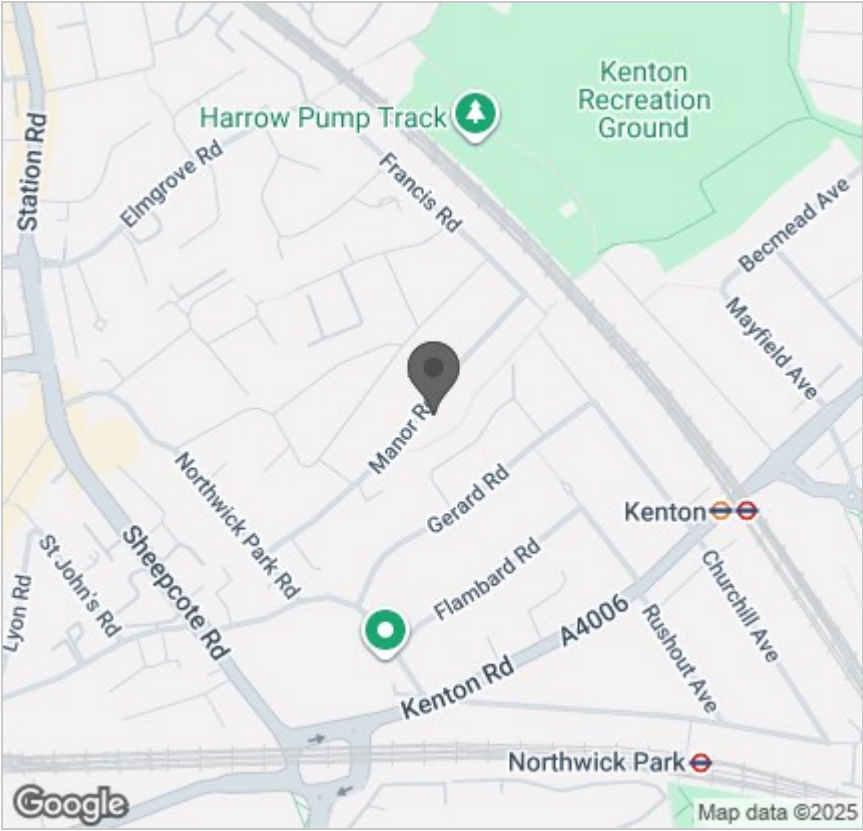 Kenton
Recreation
Ground
Harrow Pump Track
Station Rd
Elmgrove Rd
Francis Rd
Becmead Ave
Mayfield Ave
Manor Rd
Northwick Park Rd
Gerard Rd
Kenton
Sheepcote Rd
St John's Rd
Lyon Rd
Flambard Rd
A4006
Churchill Ave
Rushout Ave
Kenton Rd
Northwick Park
Google
Map data ©2025